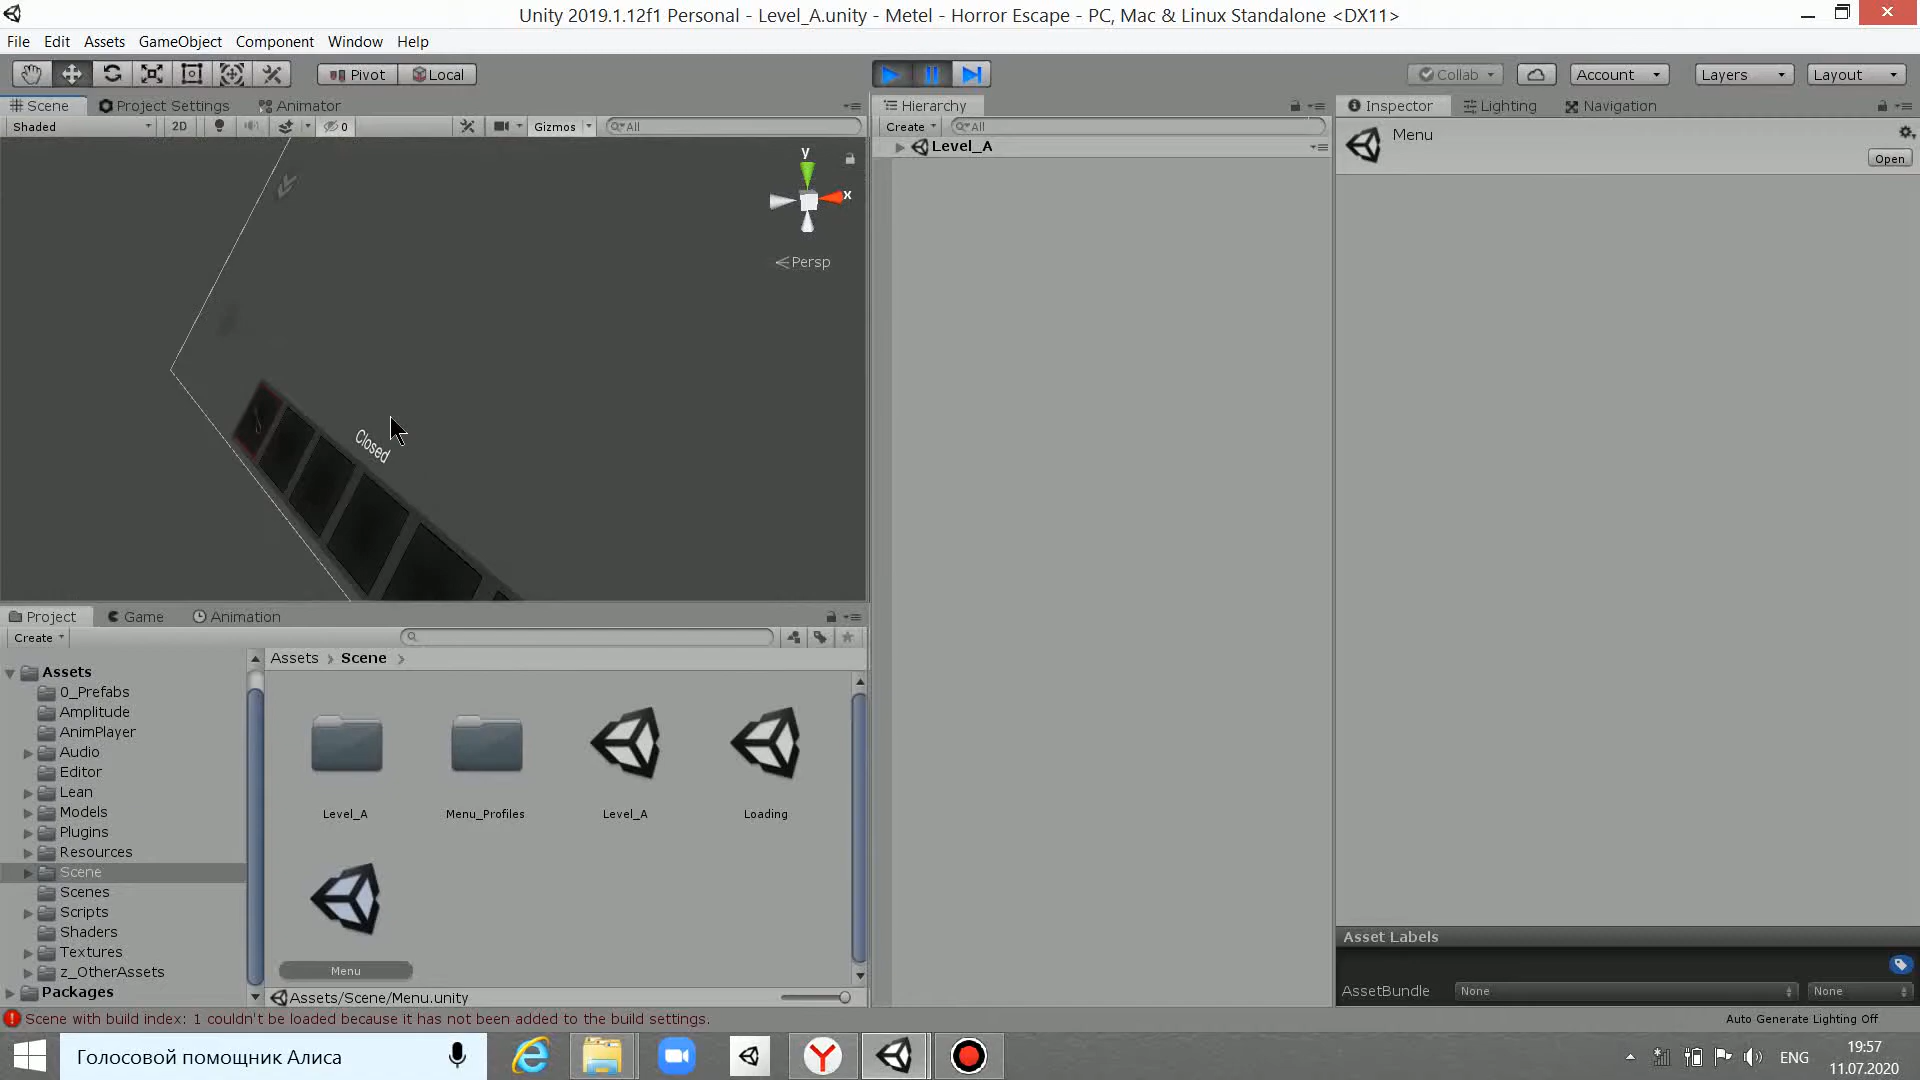 Unity 2019.1.12f1 Personal - Level_A.unity - Metel - Horror Escape - PC, Mac & Linux Standalone <DX11>
File Edit Assets GameObject Component Window Help
Pivot Local
Collab Account Layers Layout
Scene Project Settings Animator
Shaded 2D 0 Gizmos All
y
x
Persp
Closed
Hierarchy
Create All
Level_A
Inspector Lighting Navigation
Menu
Open
Project Game Animation
Create
Assets
0_Prefabs
Amplitude
AnimPlayer
Audio
Editor
Lean
Models
Plugins
Resources
Scene
Scenes
Scripts
Shaders
Textures
z_OtherAssets
Packages
Assets Scene
Level_A Menu_Profiles Level_A Loading
Menu
Assets/Scene/Menu.unity
Asset Labels
AssetBundle None None
Scene with build index: 1 couldn't be loaded because it has not been added to the build settings.
Auto Generate Lighting Off
Голосовой помощник Алиса
ENG
19:57
11.07.2020